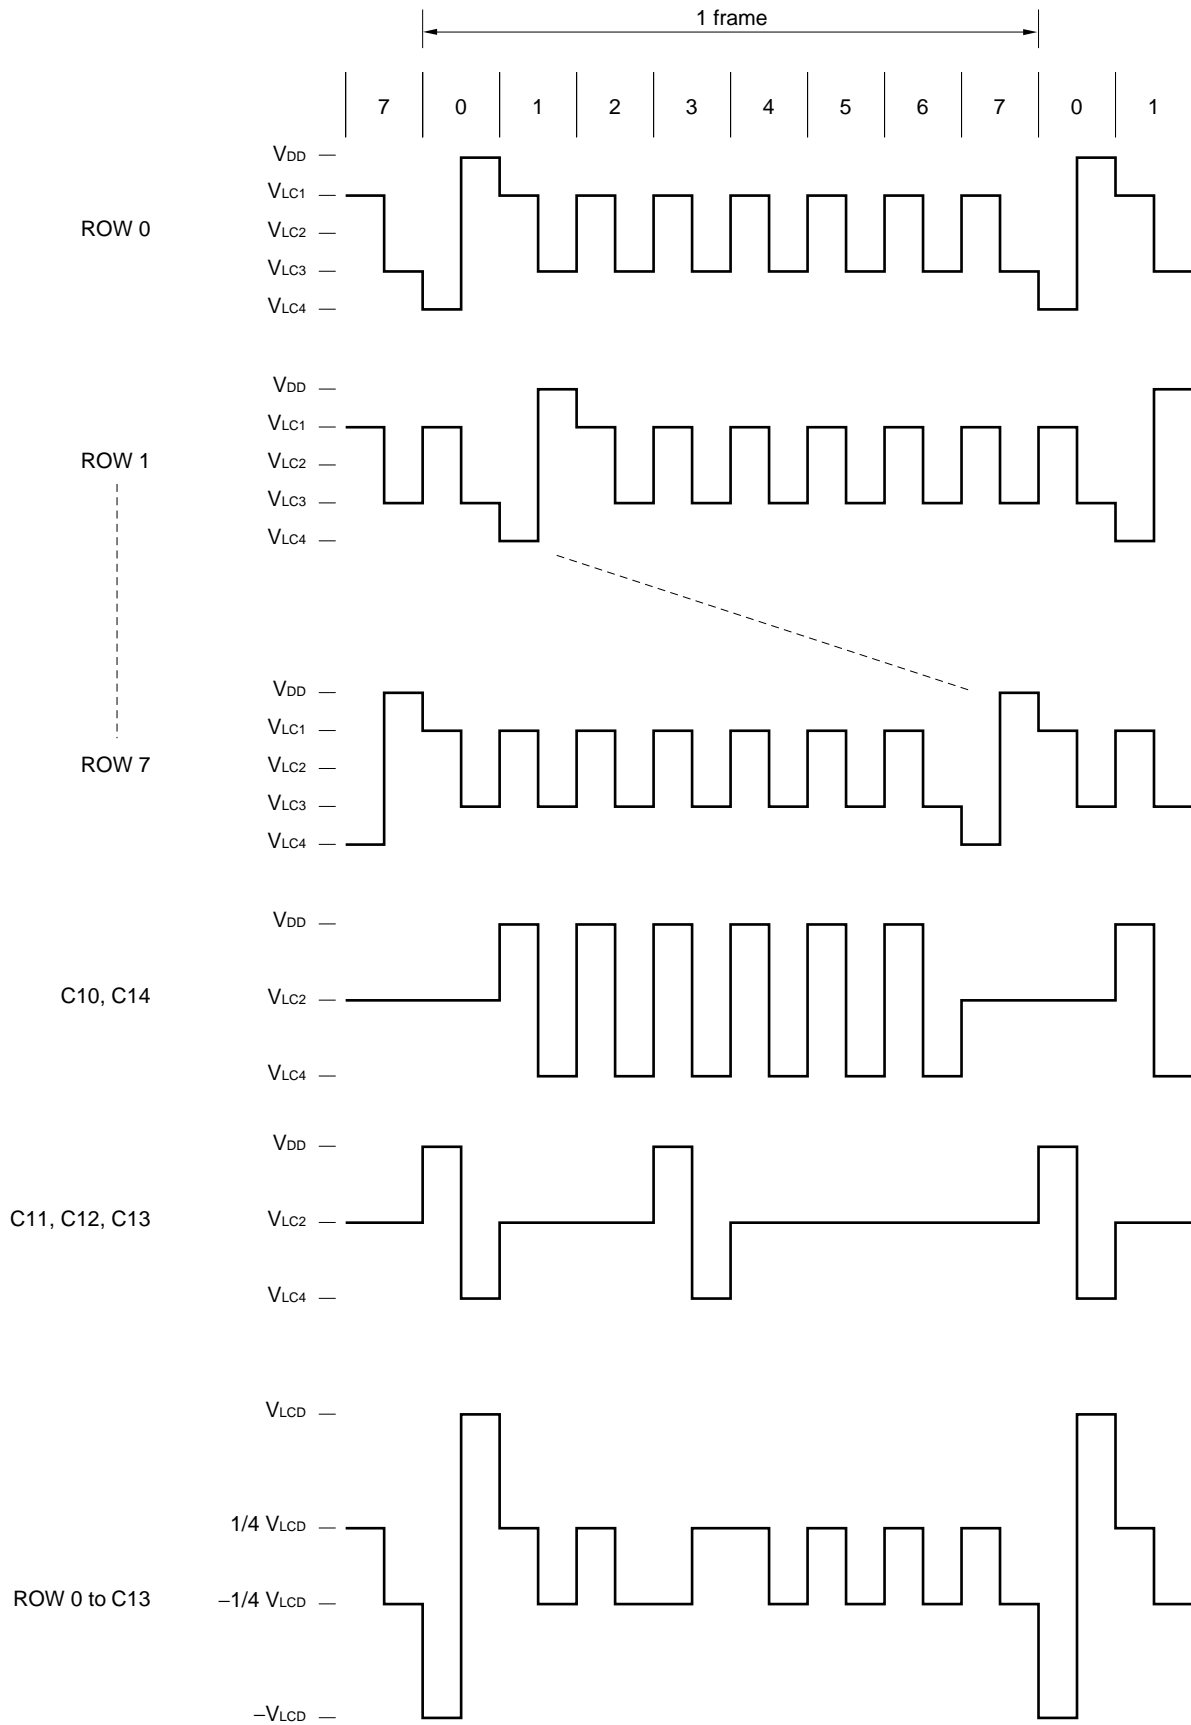 1 frame
7 0 1 2 3 4 5 6 7 0 1
VDD
VLC1
ROW 0
VLC2
VLC3
VLC4
VDD
VLC1
ROW 1
VLC2
VLC3
VLC4
VDD
VLC1
ROW 7
VLC2
VLC3
VLC4
VDD
C10, C14
VLC2
VLC4
VDD
C11, C12, C13
VLC2
VLC4
VLCD
1/4 VLCD
ROW 0 to C13
–1/4 VLCD
–VLCD